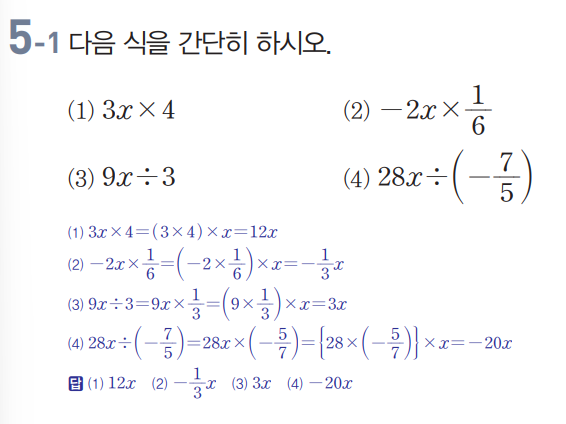 5-1 다음 식을 간단히 하시오.
(1) 3x×4 (2) −2x×1/6
(3) 9x÷3 (4) 28x÷(−7/5)
(1) 3x×4=(3×4)×x=12x
(2) −2x×1/6=(−2×1/6)×x=−1/3x
(3) 9x÷3=9x×1/3=(9×1/3)×x=3x
(4) 28x÷(−7/5)=28x×(−5/7)={28×(−5/7)}×x=−20x
답 (1) 12x (2) −1/3x (3) 3x (4) −20x